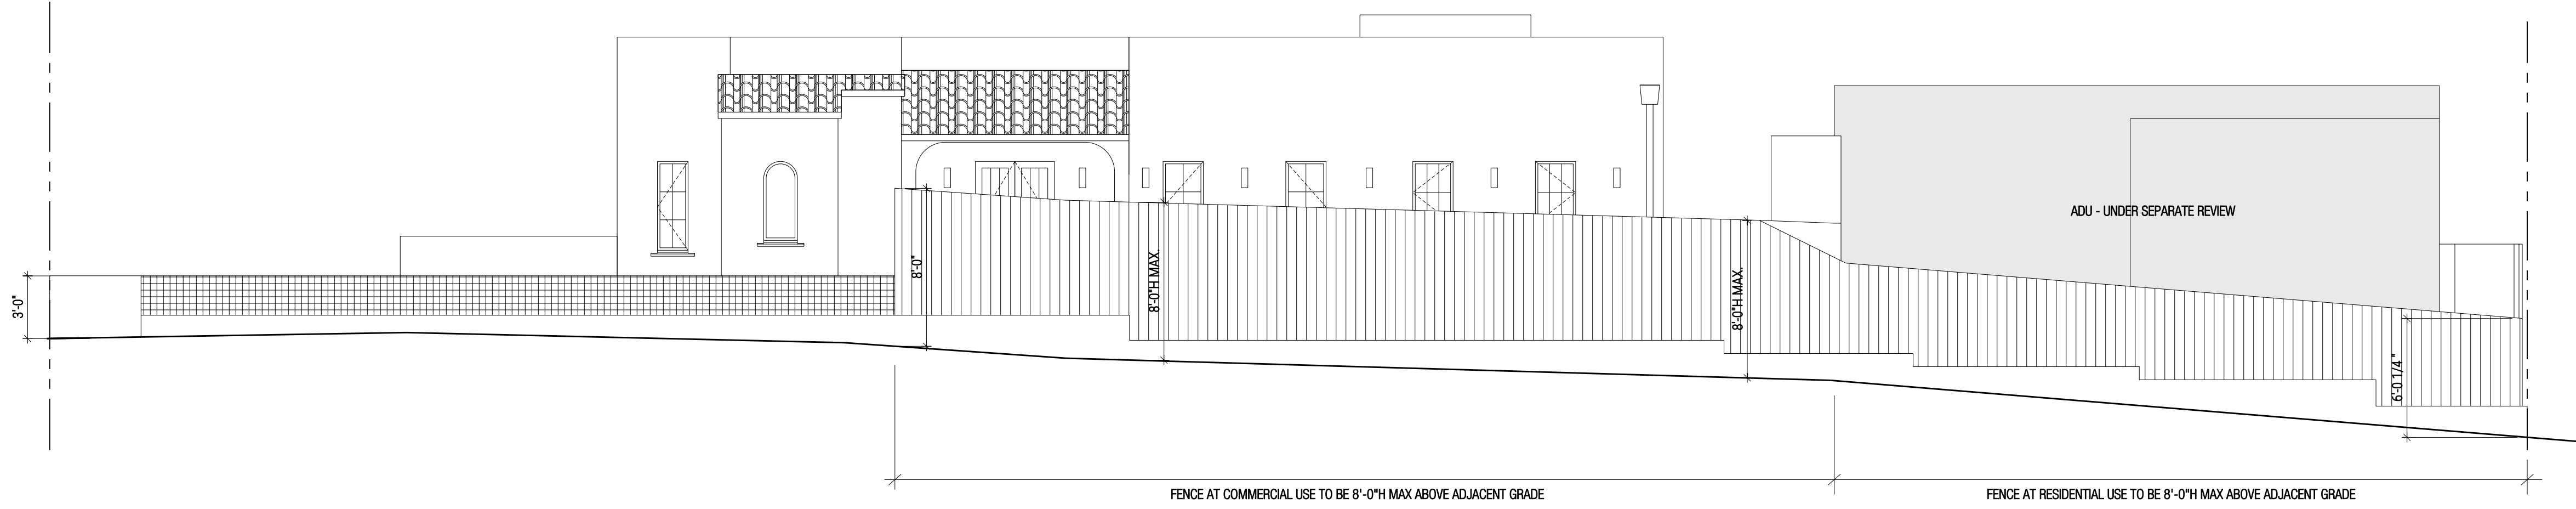 ADU - UNDER SEPARATE REVIEW
3'-0"
8'-0"
8'-0"H MAX.
8'-0"H MAX.
6'-0 1/4 "
FENCE AT COMMERCIAL USE TO BE 8'-0"H MAX ABOVE ADJACENT GRADE
FENCE AT RESIDENTIAL USE TO BE 8'-0"H MAX ABOVE ADJACENT GRADE